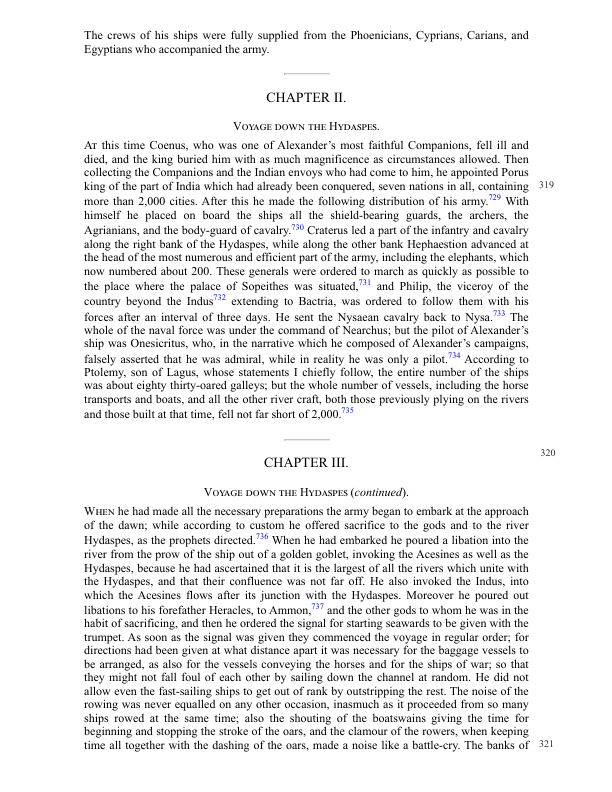 The crews of his ships were fully supplied from the Phoenicians, Cyprians, Carians, and
Egyptians who accompanied the army.
CHAPTER II.
Voyage down the Hydaspes.
At this time Coenus, who was one of Alexander's most faithful Companions, fell ill and
died, and the king buried him with as much magnificence as circumstances allowed. Then
collecting the Companions and the Indian envoys who had come to him, he appointed Porus
king of the part of India which had already been conquered, seven nations in all, containing 319
more than 2,000 cities. After this he made the following distribution of his army.729 With
himself he placed on board the ships all the shield-bearing guards, the archers, the
Agrianians, and the body-guard of cavalry.730 Craterus led a part of the infantry and cavalry
along the right bank of the Hydaspes, while along the other bank Hephaestion advanced at
the head of the most numerous and efficient part of the army, including the elephants, which
now numbered about 200. These generals were ordered to march as quickly as possible to
the place where the palace of Sopeithes was situated,731 and Philip, the viceroy of the
country beyond the Indus732 extending to Bactria, was ordered to follow them with his
forces after an interval of three days. He sent the Nysaean cavalry back to Nysa.733 The
whole of the naval force was under the command of Nearchus; but the pilot of Alexander's
ship was Onesicritus, who, in the narrative which he composed of Alexander's campaigns,
falsely asserted that he was admiral, while in reality he was only a pilot.734 According to
Ptolemy, son of Lagus, whose statements I chiefly follow, the entire number of the ships
was about eighty thirty-oared galleys; but the whole number of vessels, including the horse
transports and boats, and all the other river craft, both those previously plying on the rivers
and those built at that time, fell not far short of 2,000.735
320
CHAPTER III.
Voyage down the Hydaspes (continued).
When he had made all the necessary preparations the army began to embark at the approach
of the dawn; while according to custom he offered sacrifice to the gods and to the river
Hydaspes, as the prophets directed.736 When he had embarked he poured a libation into the
river from the prow of the ship out of a golden goblet, invoking the Acesines as well as the
Hydaspes, because he had ascertained that it is the largest of all the rivers which unite with
the Hydaspes, and that their confluence was not far off. He also invoked the Indus, into
which the Acesines flows after its junction with the Hydaspes. Moreover he poured out
libations to his forefather Heracles, to Ammon,737 and the other gods to whom he was in the
habit of sacrificing, and then he ordered the signal for starting seawards to be given with the
trumpet. As soon as the signal was given they commenced the voyage in regular order; for
directions had been given at what distance apart it was necessary for the baggage vessels to
be arranged, as also for the vessels conveying the horses and for the ships of war; so that
they might not fall foul of each other by sailing down the channel at random. He did not
allow even the fast-sailing ships to get out of rank by outstripping the rest. The noise of the
rowing was never equalled on any other occasion, inasmuch as it proceeded from so many
ships rowed at the same time; also the shouting of the boatswains giving the time for
beginning and stopping the stroke of the oars, and the clamour of the rowers, when keeping
time all together with the dashing of the oars, made a noise like a battle-cry. The banks of 321